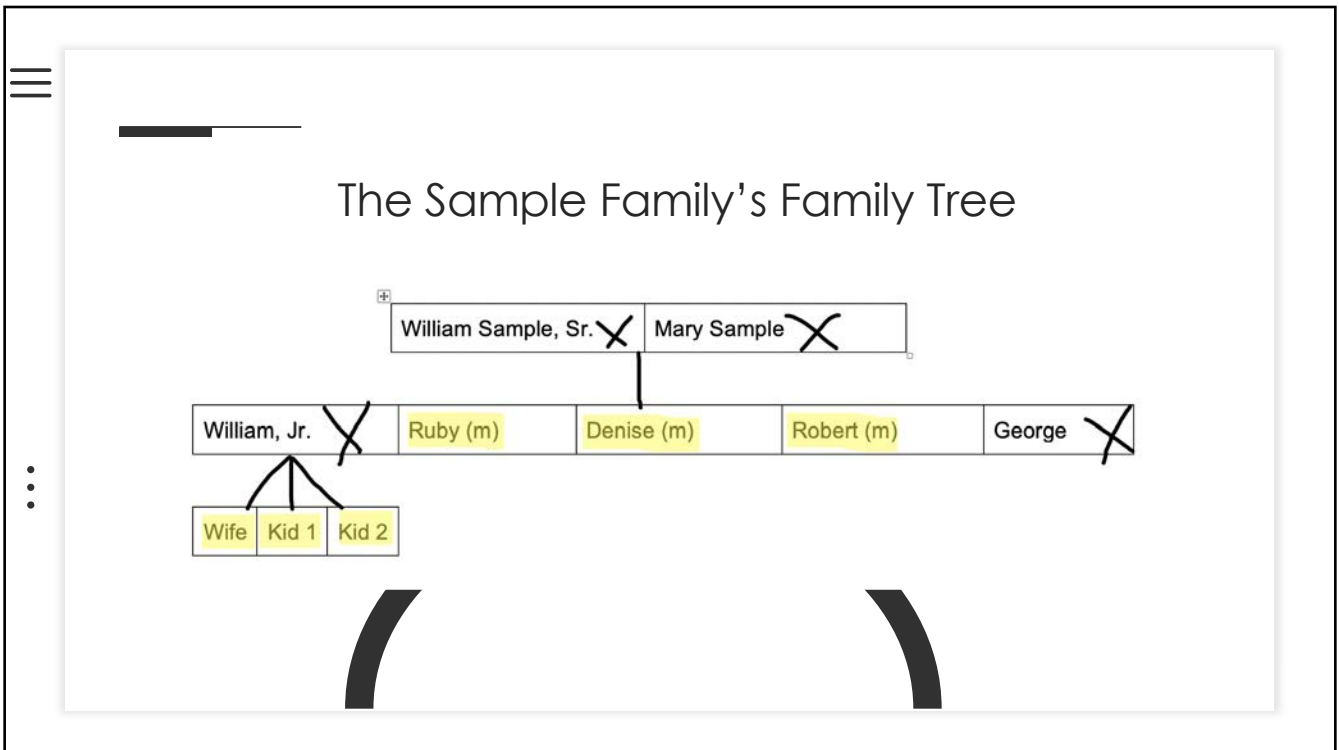 The Sample Family’s Family Tree
William Sample, Sr. Mary Sample
William, Jr. Ruby (m) Denise (m) Robert (m) George
Wife Kid 1 Kid 2